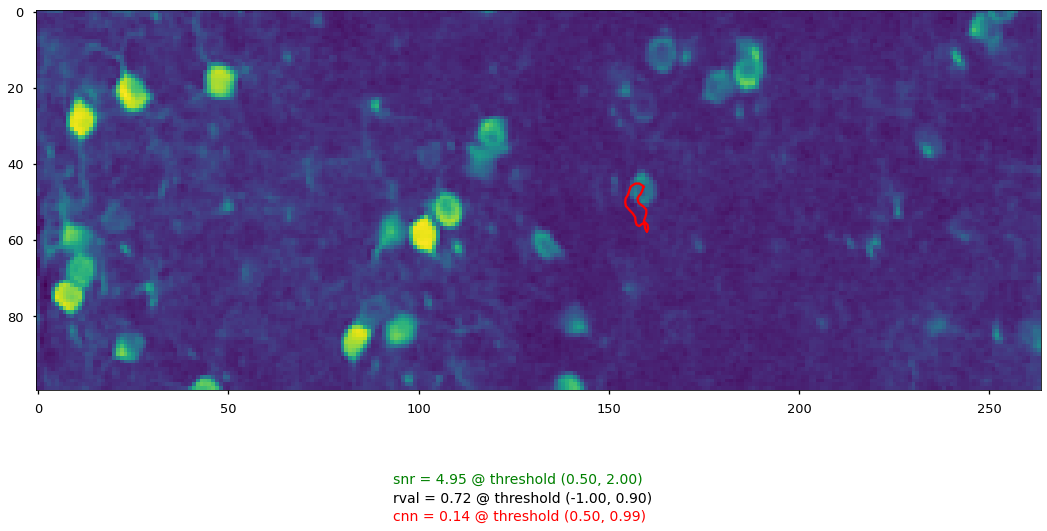 0
20
40
60
80
0 50 100 150 200 250
snr = 4.95 @ threshold (0.50, 2.00)
rval = 0.72 @ threshold (-1.00, 0.90)
cnn = 0.14 @ threshold (0.50, 0.99)